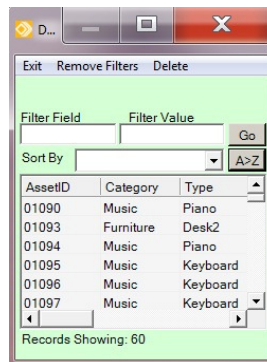 D...
Exit Remove Filters Delete
Filter Field Filter Value
Go
Sort By A>Z
AssetID Category Type
01090 Music Piano
01093 Furniture Desk2
01094 Music Piano
01095 Music Keyboard
01096 Music Keyboard
01097 Music Keyboard
Records Showing: 60